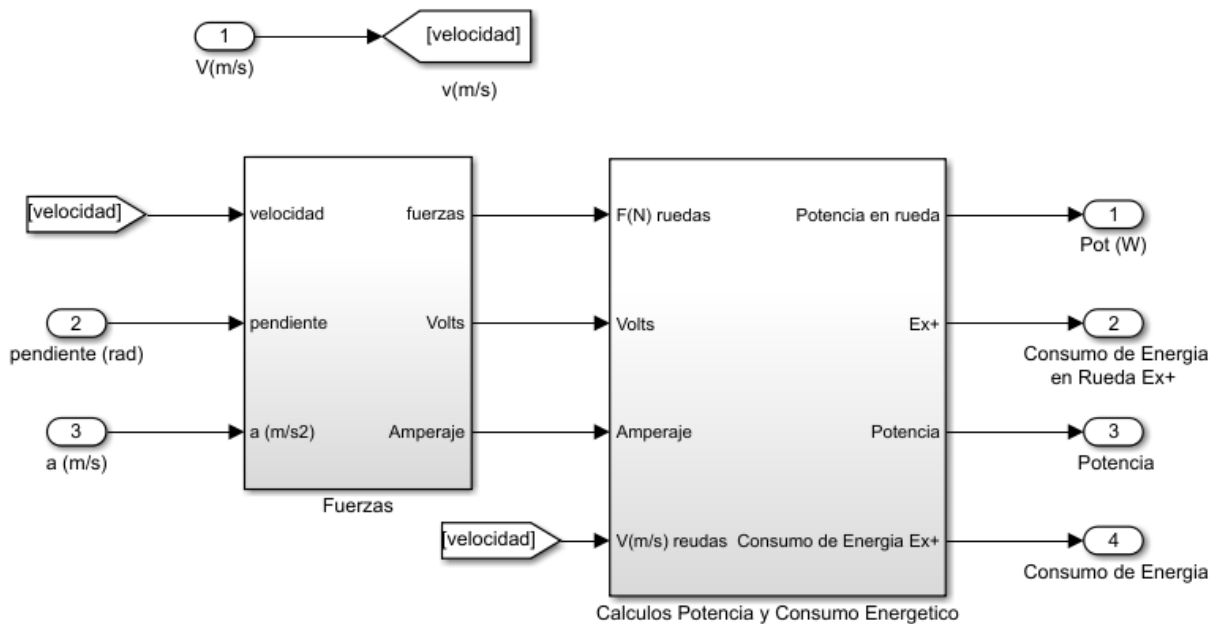 1
[velocidad]
V(m/s)
v(m/s)
[velocidad]
velocidad
fuerzas
F(N) ruedas
Potencia en rueda
1
Pot (W)
2
pendiente (rad)
pendiente
Volts
Volts
Ex+
2
Consumo de Energia
en Rueda Ex+
3
a (m/s)
a (m/s2)
Amperaje
Amperaje
Potencia
3
Potencia
Fuerzas
[velocidad]
V(m/s) reudas
Consumo de Energia Ex+
4
Consumo de Energia
Calculos Potencia y Consumo Energetico